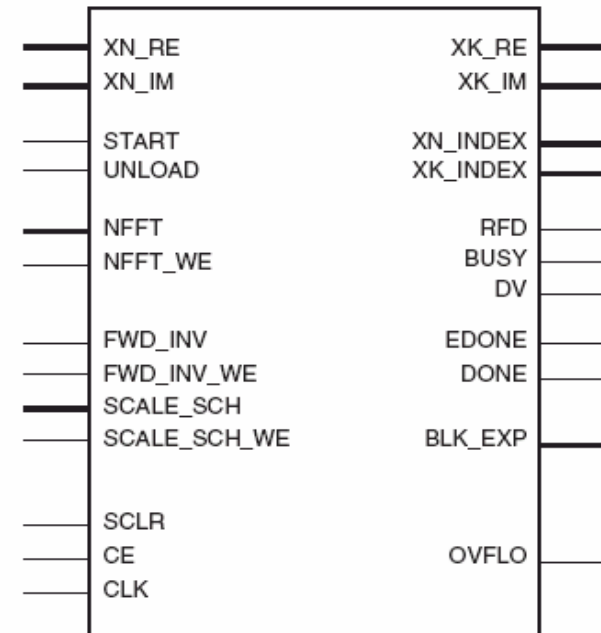 XN_RE XK_RE
XN_IM XK_IM
START XN_INDEX
UNLOAD XK_INDEX
NFFT RFD
NFFT_WE BUSY
DV
FWD_INV EDONE
FWD_INV_WE DONE
SCALE_SCH
SCALE_SCH_WE BLK_EXP
SCLR
CE OVFLO
CLK